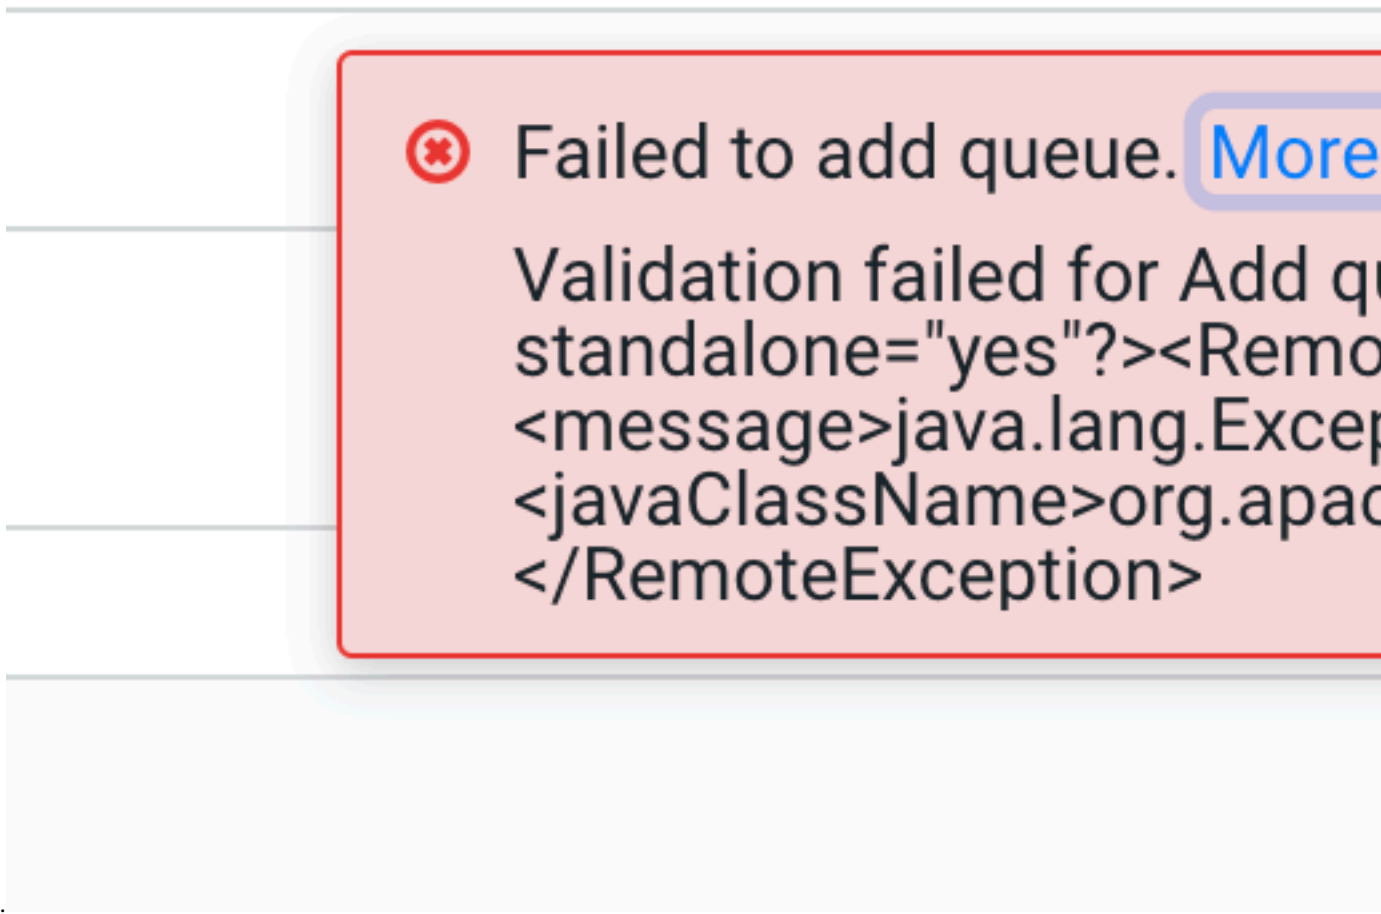 Failed to add queue. More
Validation failed for Add
standalone="yes"?><Remo
<message>java.lang.Excep
<javaClassName>org.apac
</RemoteException>